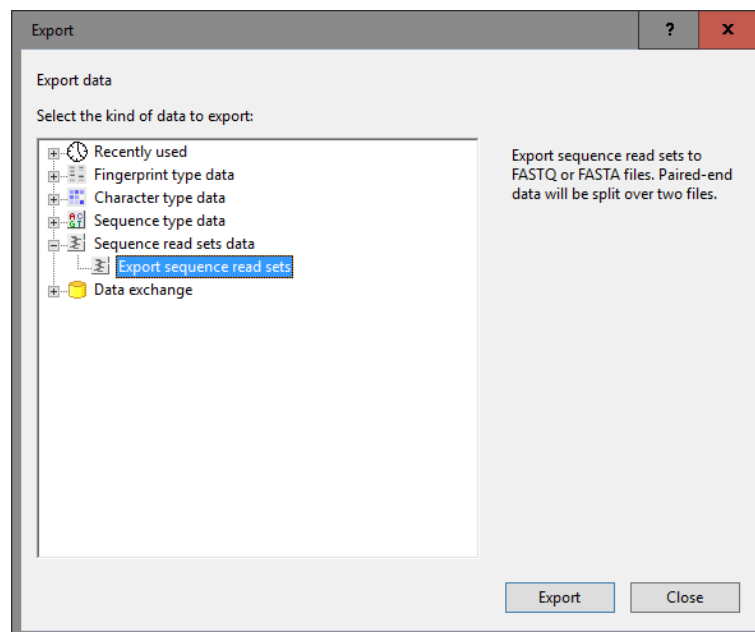 Export
? x
Export data
Select the kind of data to export:
Recently used
Fingerprint type data
Character type data
Sequence type data
Sequence read sets data
Export sequence read sets
Data exchange
Export sequence read sets to
FASTQ or FASTA files. Paired-end
data will be split over two files.
Export Close